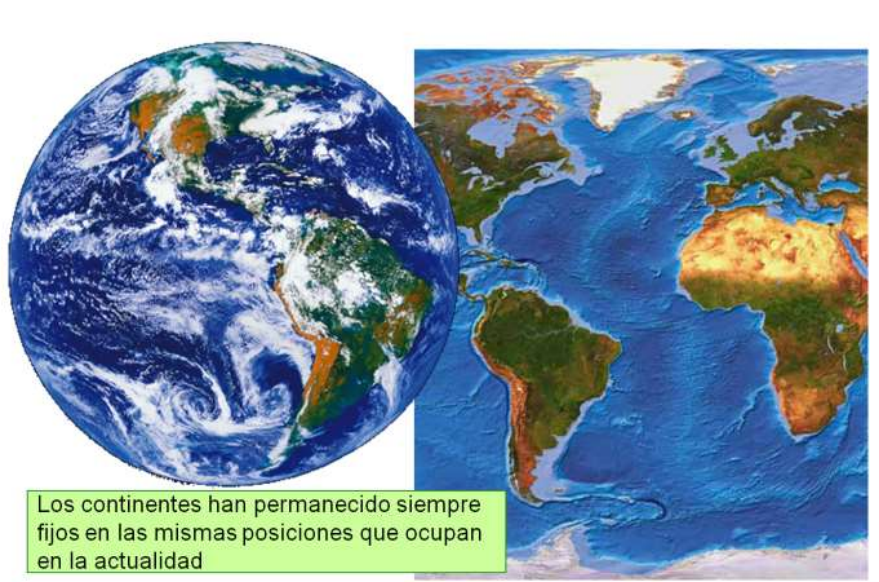 Los continentes han permanecido siempre
fijos en las mismas posiciones que ocupan
en la actualidad